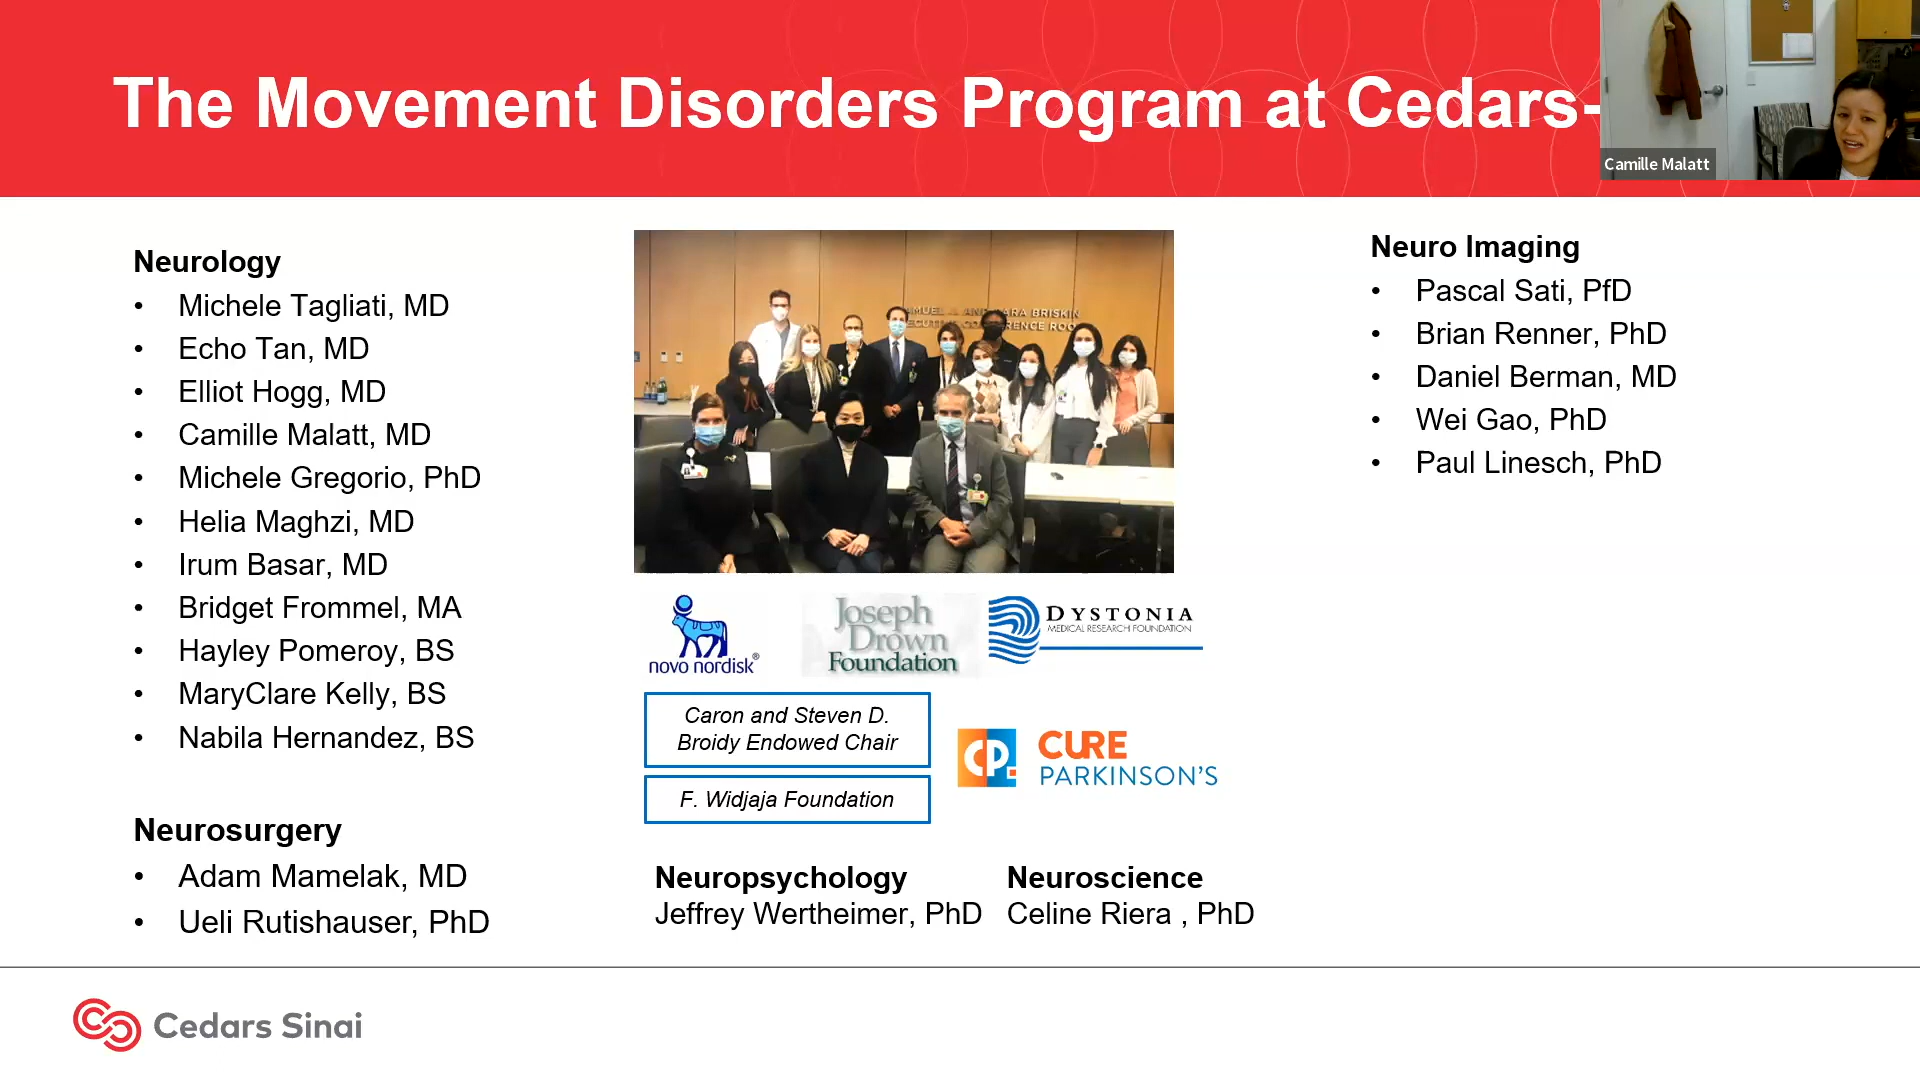 The Movement Disorders Program at Cedars-
Camille Malatt
Neurology
• Michele Tagliati, MD
• Echo Tan, MD
• Elliot Hogg, MD
• Camille Malatt, MD
• Michele Gregorio, PhD
• Helia Maghzi, MD
• Irum Basar, MD
• Bridget Frommel, MA
• Hayley Pomeroy, BS
• MaryClare Kelly, BS
• Nabila Hernandez, BS
Neurosurgery
• Adam Mamelak, MD
• Ueli Rutishauser, PhD
BRISKIN
novo nordisk®
Joseph
Drown
Foundation
DYSTONIA
MEDICAL RESEARCH FOUNDATION
Caron and Steven D.
Broidy Endowed Chair
F. Widjaja Foundation
CP
CURE
PARKINSON'S
Neuropsychology
Jeffrey Wertheimer, PhD
Neuroscience
Celine Riera , PhD
Neuro Imaging
• Pascal Sati, PfD
• Brian Renner, PhD
• Daniel Berman, MD
• Wei Gao, PhD
• Paul Linesch, PhD
Cedars Sinai